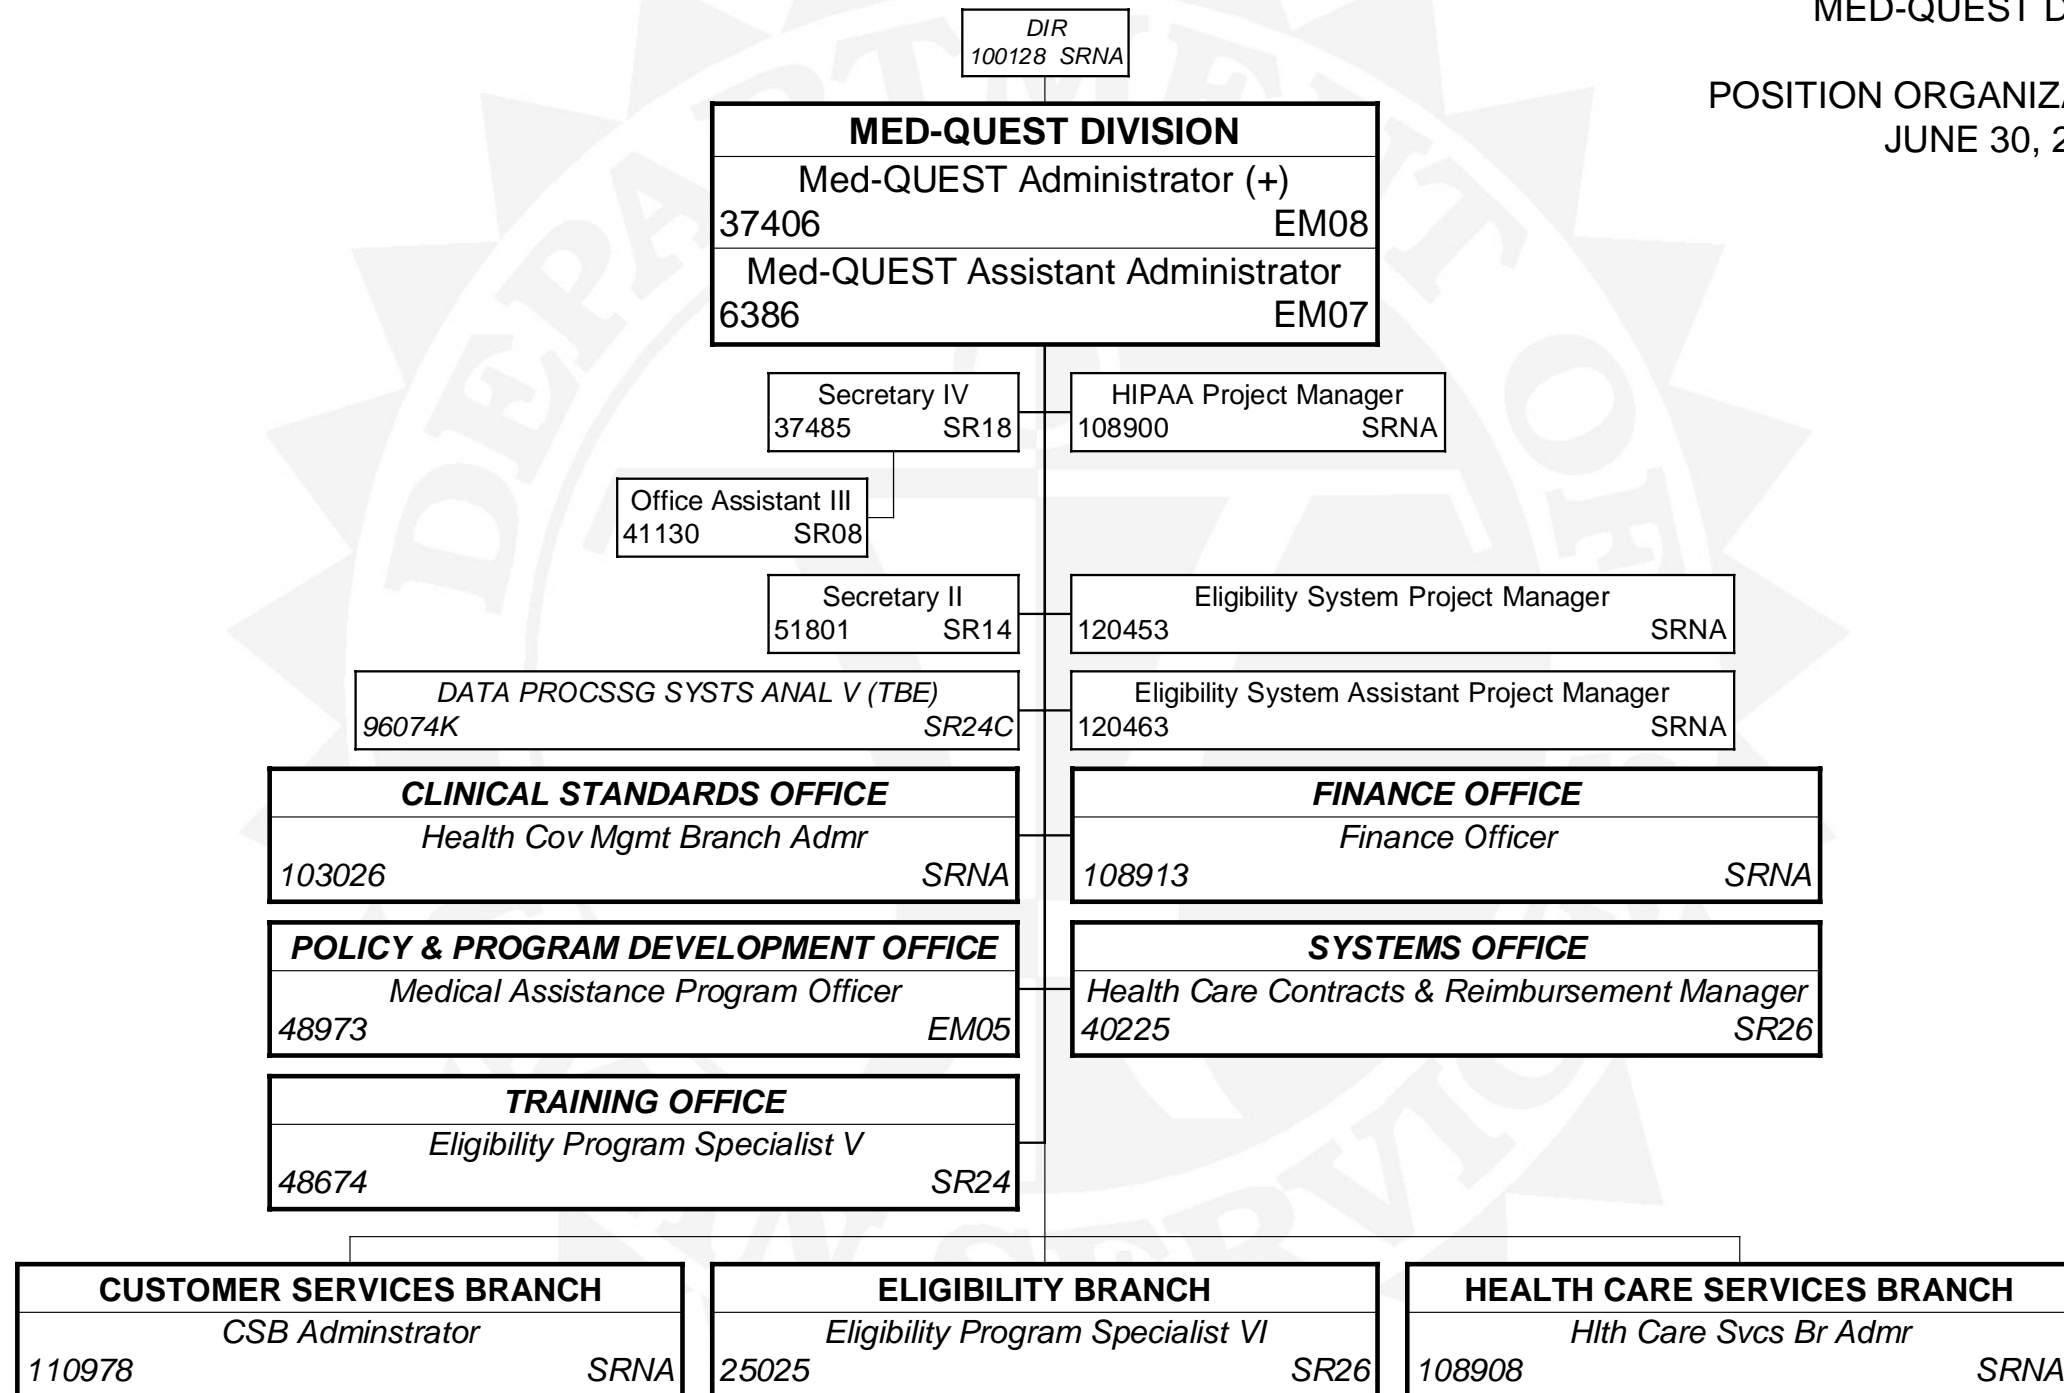 MED-QUEST D
POSITION ORGANIZA
JUNE 30, 2
DIR
100128 SRNA
MED-QUEST DIVISION
Med-QUEST Administrator (+)
37406 EM08
Med-QUEST Assistant Administrator
6386 EM07
Secretary IV
37485 SR18
HIPAA Project Manager
108900 SRNA
Office Assistant III
41130 SR08
Secretary II
51801 SR14
Eligibility System Project Manager
120453 SRNA
DATA PROCSSG SYSTS ANAL V (TBE)
96074K SR24C
Eligibility System Assistant Project Manager
120463 SRNA
CLINICAL STANDARDS OFFICE
Health Cov Mgmt Branch Admr
103026 SRNA
FINANCE OFFICE
Finance Officer
108913 SRNA
POLICY & PROGRAM DEVELOPMENT OFFICE
Medical Assistance Program Officer
48973 EM05
SYSTEMS OFFICE
Health Care Contracts & Reimbursement Manager
40225 SR26
TRAINING OFFICE
Eligibility Program Specialist V
48674 SR24
CUSTOMER SERVICES BRANCH
CSB Adminstrator
110978 SRNA
ELIGIBILITY BRANCH
Eligibility Program Specialist VI
25025 SR26
HEALTH CARE SERVICES BRANCH
Hlth Care Svcs Br Admr
108908 SRNA
DEPARTMENT OF
SERVICES